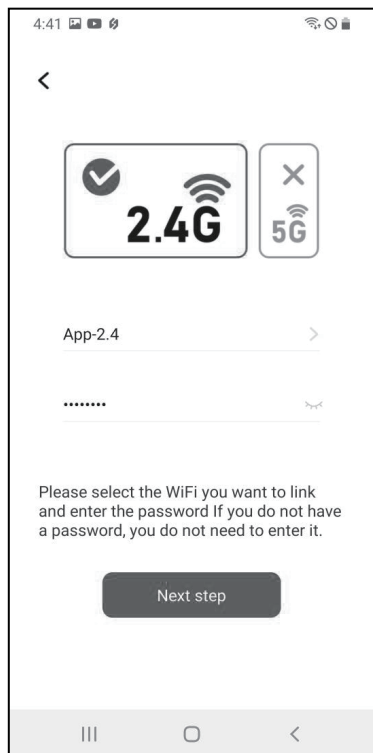 4:41
2.4G
5G
App-2.4
••••••••
Please select the WiFi you want to link
and enter the password If you do not have
a password, you do not need to enter it.
Next step